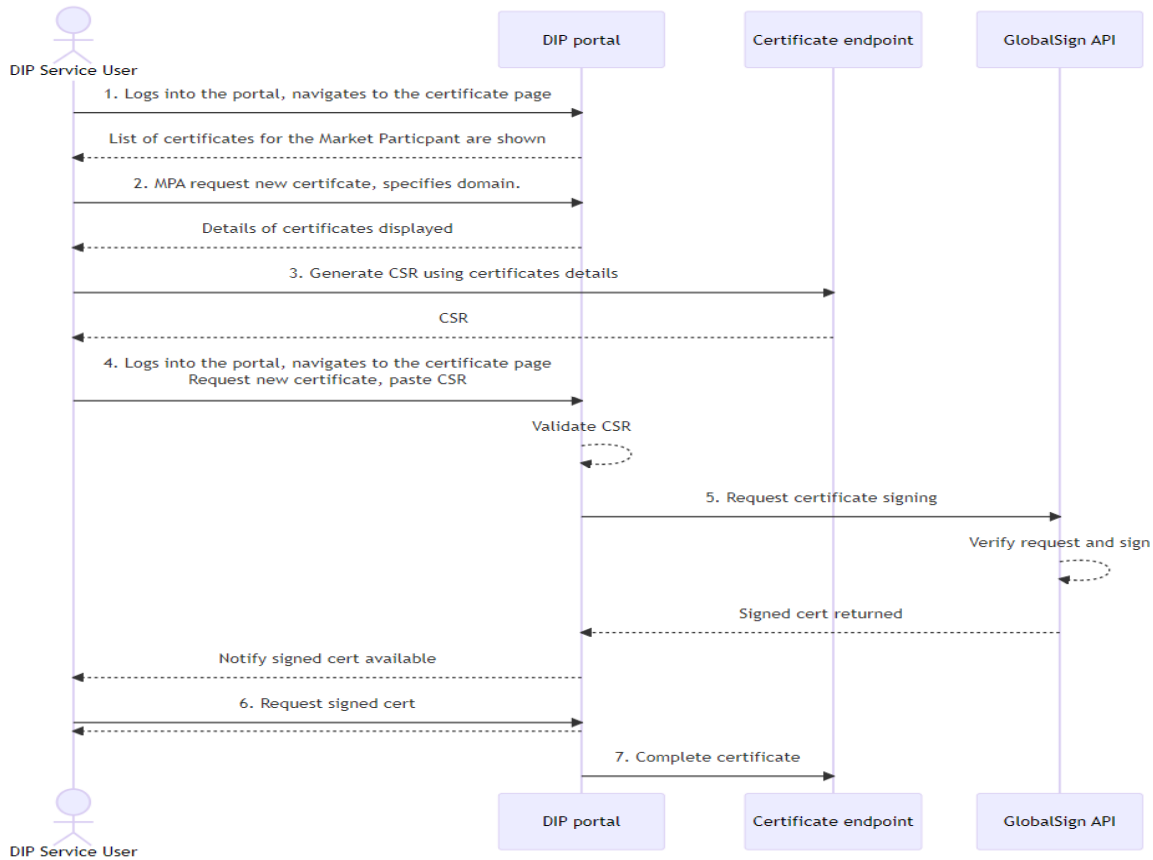 DIP Service User
DIP portal
Certificate endpoint
GlobalSign API
1. Logs into the portal, navigates to the certificate page
List of certificates for the Market Particpant are shown
2. MPA request new certifcate, specifies domain.
Details of certificates displayed
3. Generate CSR using certificates details
CSR
4. Logs into the portal, navigates to the certificate page
Request new certificate, paste CSR
Validate CSR
5. Request certificate signing
Verify request and sign
Signed cert returned
Notify signed cert available
6. Request signed cert
7. Complete certificate
DIP Service User
DIP portal
Certificate endpoint
GlobalSign API